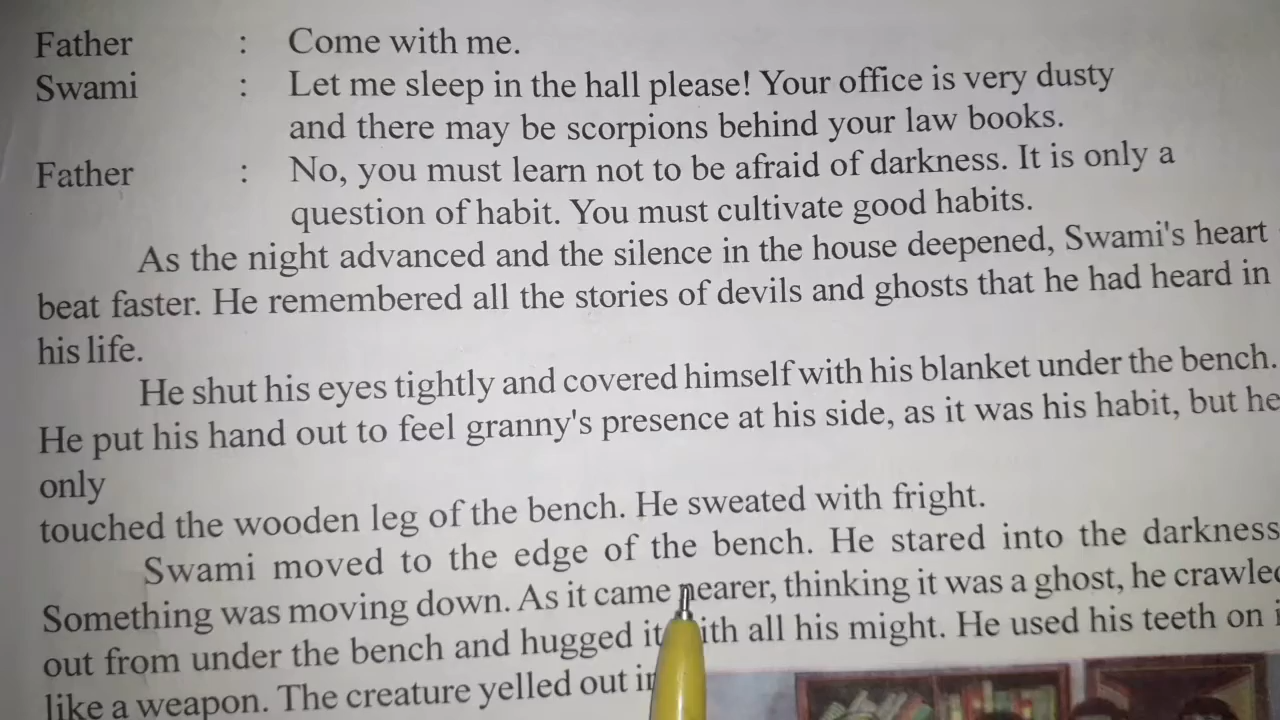 Father : Come with me.
Swami : Let me sleep in the hall please! Your office is very dusty
and there may be scorpions behind your law books.
Father : No, you must learn not to be afraid of darkness. It is only a
question of habit. You must cultivate good habits.
As the night advanced and the silence in the house deepened, Swami's heart
beat faster. He remembered all the stories of devils and ghosts that he had heard in
his life.
He shut his eyes tightly and covered himself with his blanket under the bench.
He put his hand out to feel granny's presence at his side, as it was his habit, but he
only
touched the wooden leg of the bench. He sweated with fright.
Swami moved to the edge of the bench. He stared into the darkness
Something was moving down. As it came nearer, thinking it was a ghost, he crawled
out from under the bench and hugged it with all his might. He used his teeth on
like a weapon. The creature yelled out